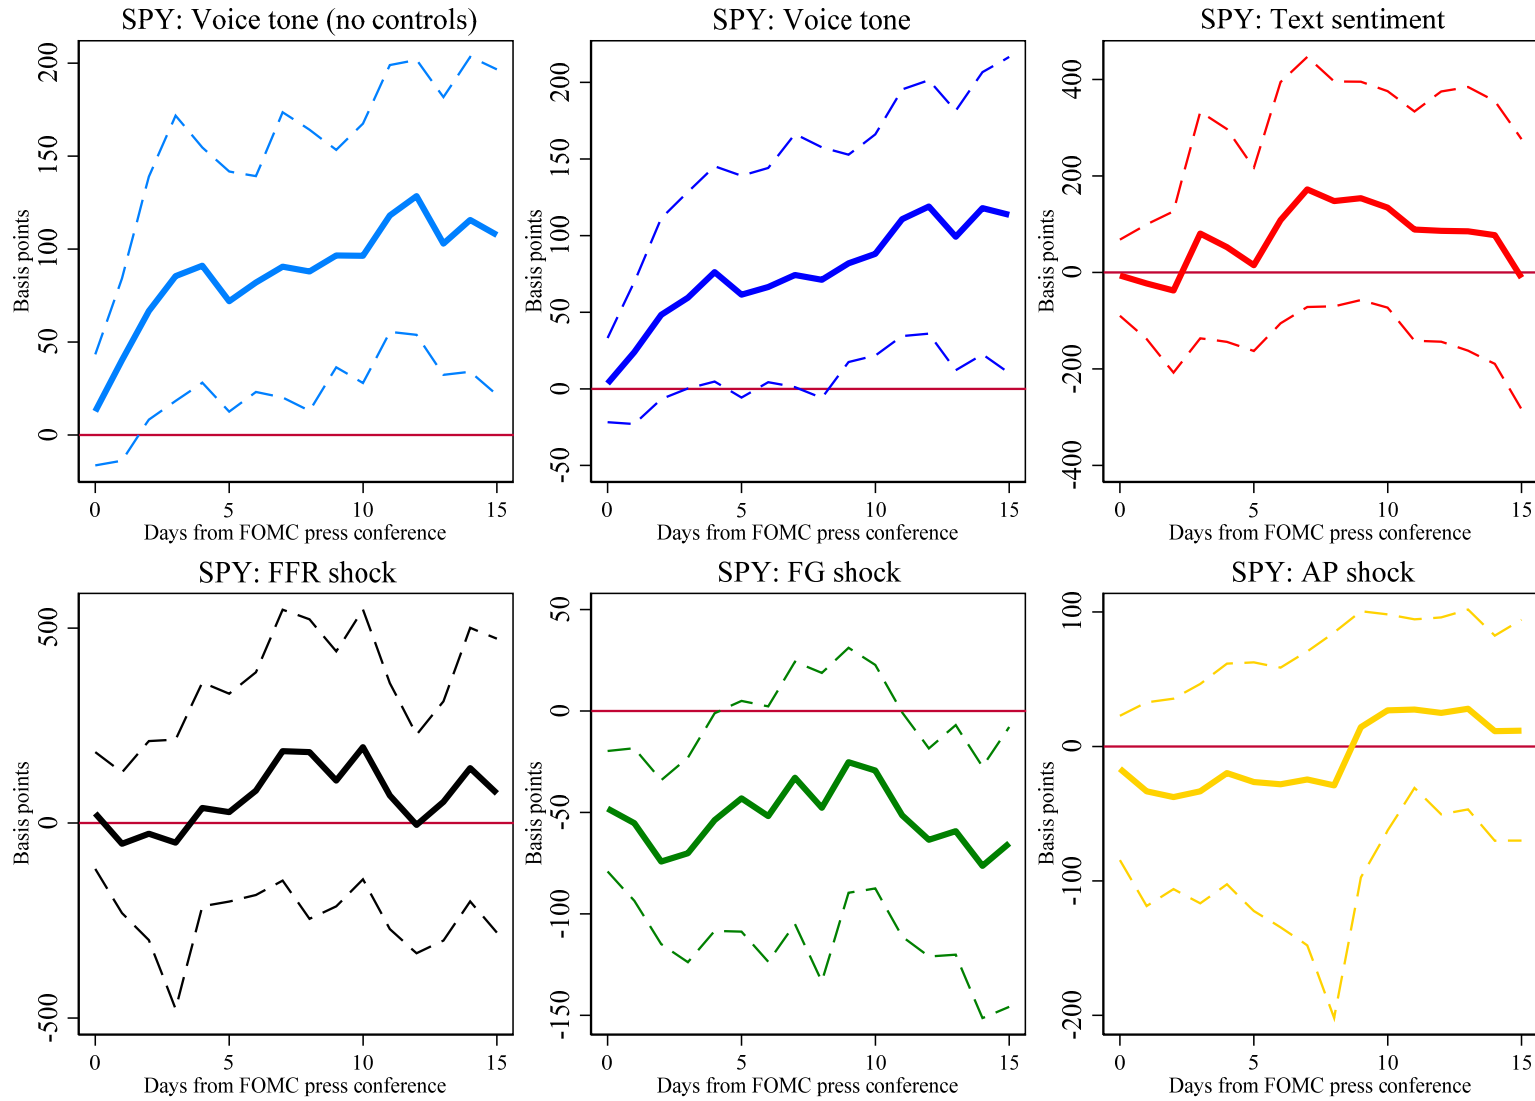 SPY: Voice tone (no controls)
Basis points
200
150
100
50
0
0 5 10 15
Days from FOMC press conference
SPY: Voice tone
Basis points
200
150
100
50
0
-50
0 5 10 15
Days from FOMC press conference
SPY: Text sentiment
Basis points
400
200
0
-200
-400
0 5 10 15
Days from FOMC press conference
SPY: FFR shock
Basis points
500
0
-500
0 5 10 15
Days from FOMC press conference
SPY: FG shock
Basis points
50
0
-50
-100
-150
0 5 10 15
Days from FOMC press conference
SPY: AP shock
Basis points
100
0
-100
-200
0 5 10 15
Days from FOMC press conference